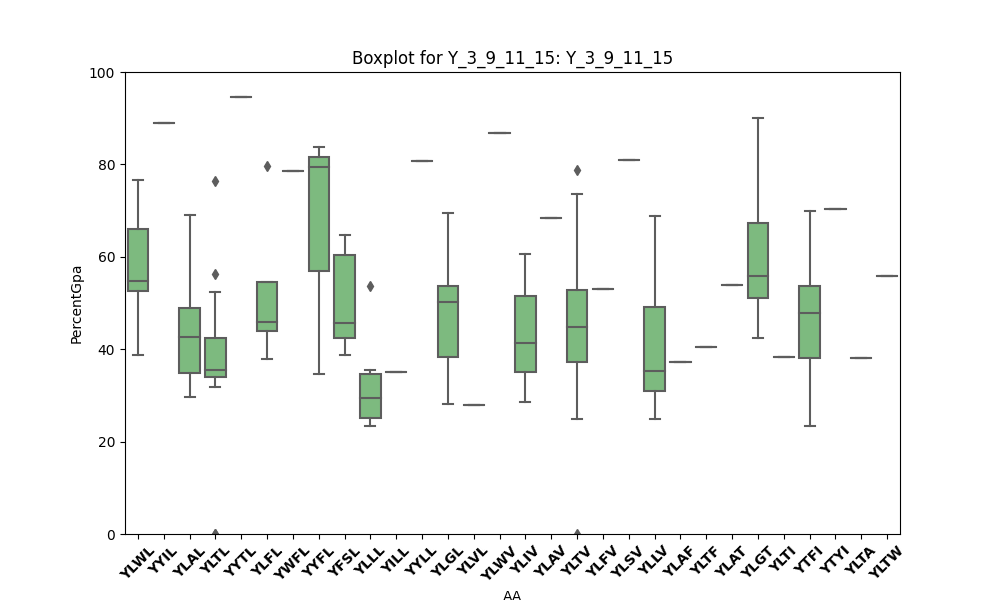 Boxplot for Y_3_9_11_15: Y_3_9_11_15
PercentGpa
100
80
60
40
20
0
YLWL YYIL YLAL YLTL YYTL YLFL YWFL YYFL YFSL YLLL YILL YYLL YLGL YLVL YLWV YLIV YLAV YLTV YLFV YLSV YLLV YLAF YLTF YLAT YLGT YLTI YTFI YTYI YLTA YLTW
AA